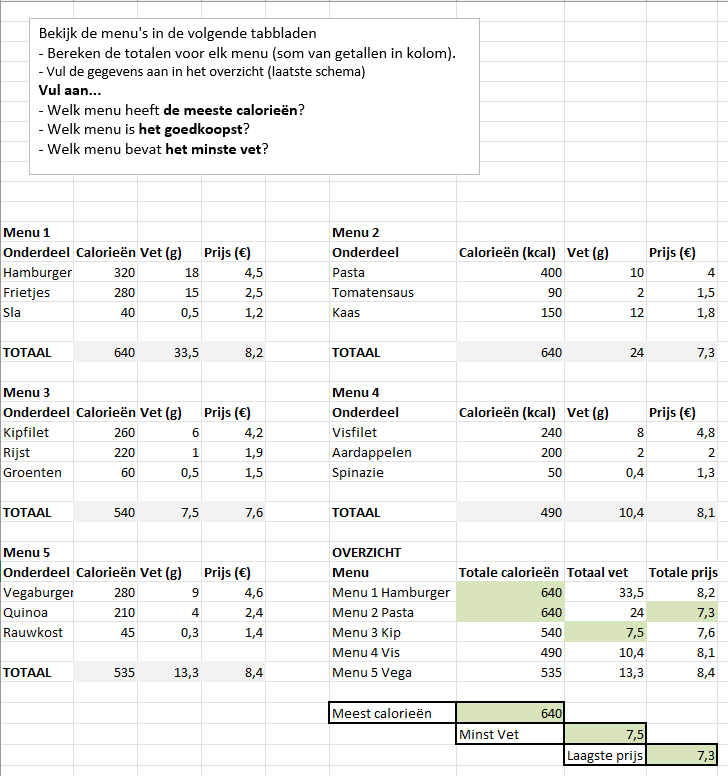 Bekijk de menu's in de volgende tabbladen
- Bereken de totalen voor elk menu (som van getallen in kolom).
- Vul de gegevens aan in het overzicht (laatste schema)
Vul aan...
- Welk menu heeft de meeste calorieën?
- Welk menu is het goedkoopst?
- Welk menu bevat het minste vet?
Menu 1
Onderdeel Calorieën Vet (g) Prijs (€)
Hamburger 320 18 4,5
Frietjes 280 15 2,5
Sla 40 0,5 1,2
TOTAAL 640 33,5 8,2
Menu 2
Onderdeel Calorieën (kcal) Vet (g) Prijs (€)
Pasta 400 10 4
Tomatensaus 90 2 1,5
Kaas 150 12 1,8
TOTAAL 640 24 7,3
Menu 3
Onderdeel Calorieën Vet (g) Prijs (€)
Kipfilet 260 6 4,2
Rijst 220 1 1,9
Groenten 60 0,5 1,5
TOTAAL 540 7,5 7,6
Menu 4
Onderdeel Calorieën (kcal) Vet (g) Prijs (€)
Visfilet 240 8 4,8
Aardappelen 200 2 2
Spinazie 50 0,4 1,3
TOTAAL 490 10,4 8,1
Menu 5
Onderdeel Calorieën Vet (g) Prijs (€)
Vegaburger 280 9 4,6
Quinoa 210 4 2,4
Rauwkost 45 0,3 1,4
TOTAAL 535 13,3 8,4
OVERZICHT
Menu Totale calorieën Totaal vet Totale prijs
Menu 1 Hamburger 640 33,5 8,2
Menu 2 Pasta 640 24 7,3
Menu 3 Kip 540 7,5 7,6
Menu 4 Vis 490 10,4 8,1
Menu 5 Vega 535 13,3 8,4
Meest calorieën 640
Minst Vet 7,5
Laagste prijs 7,3